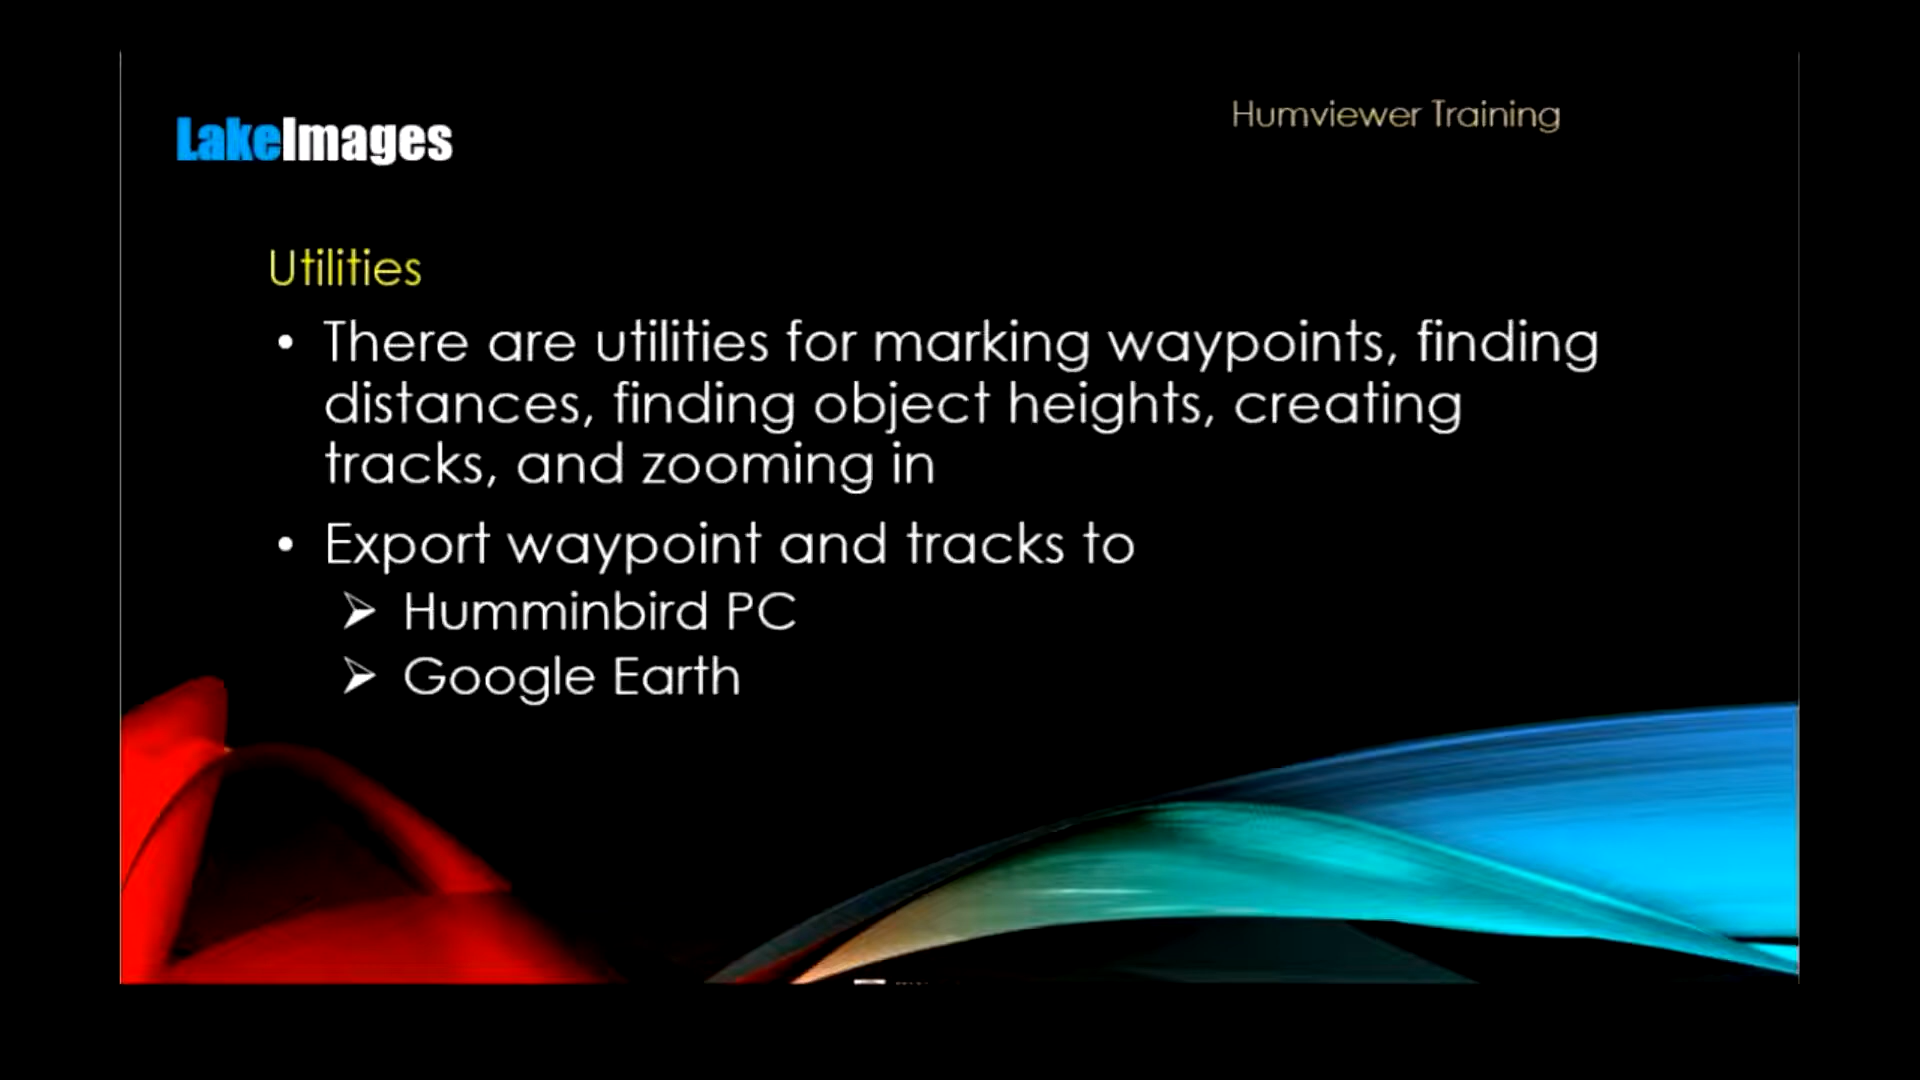 LakeImages
Humviewer Training
Utilities
• There are utilities for marking waypoints, finding
distances, finding object heights, creating
tracks, and zooming in
• Export waypoint and tracks to
➢ Humminbird PC
➢ Google Earth